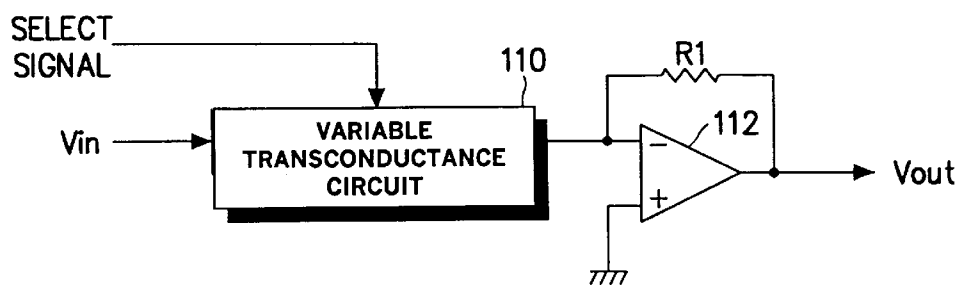 SELECT
SIGNAL
110
R1
Vin
VARIABLE
TRANSCONDUCTANCE
CIRCUIT
112
−
+
Vout